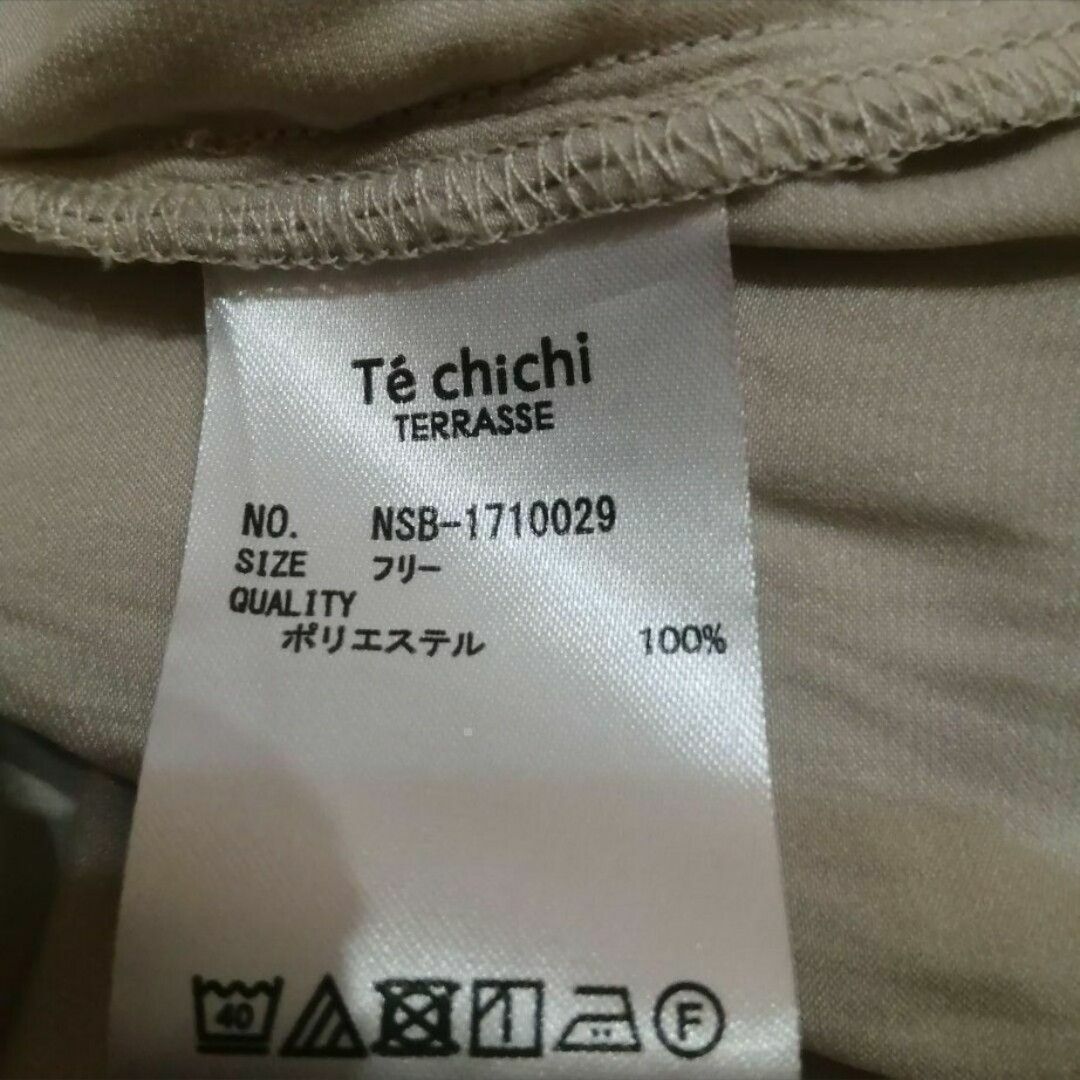 Té chichi
TERRASSE
NO. NSB-1710029
SIZE フリー
QUALITY
ポリエステル 100%
40 F